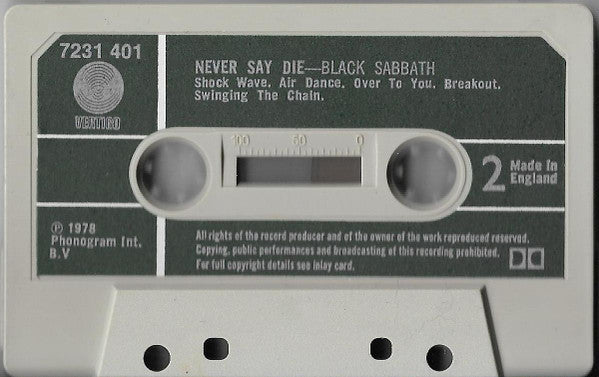 7231 401
VERTIGO
NEVER SAY DIE—BLACK SABBATH
Shock Wave. Air Dance. Over To You. Breakout.
Swinging The Chain.
100 50 0
2
Made In
England
℗ 1978
Phonogram Int.
B.V
All rights of the record producer and of the owner of the work reproduced reserved.
Copying, public performances and broadcasting of this recording prohibited.
For full copyright details see inlay card.